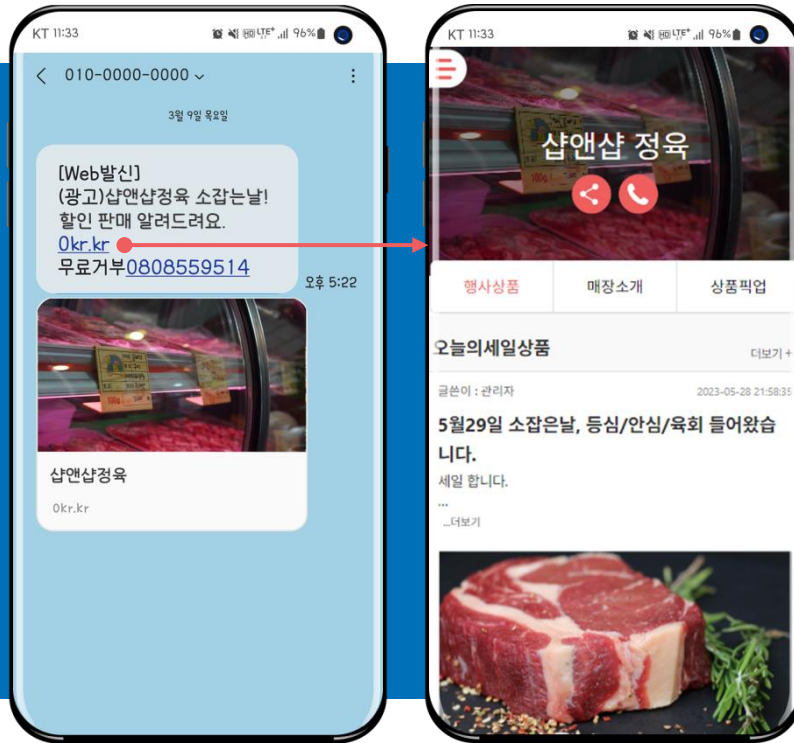 KT 11:33
LTE+ 96%
010-0000-0000
3월 9일 목요일
[Web발신]
(광고)샵앤샵정육 소잡는날!
할인 판매 알려드려요.
0kr.kr
무료거부0808559514
오후 5:22
100g
샵앤샵정육
0kr.kr
KT 11:33
LTE+ 96%
샵앤샵 정육
행사상품
매장소개
상품픽업
오늘의세일상품
더보기 +
글쓴이 : 관리자
2023-05-28 21:58:35
5월29일 소잡은날, 등심/안심/육회 들어왔습
니다.
세일 합니다.
...
...더보기